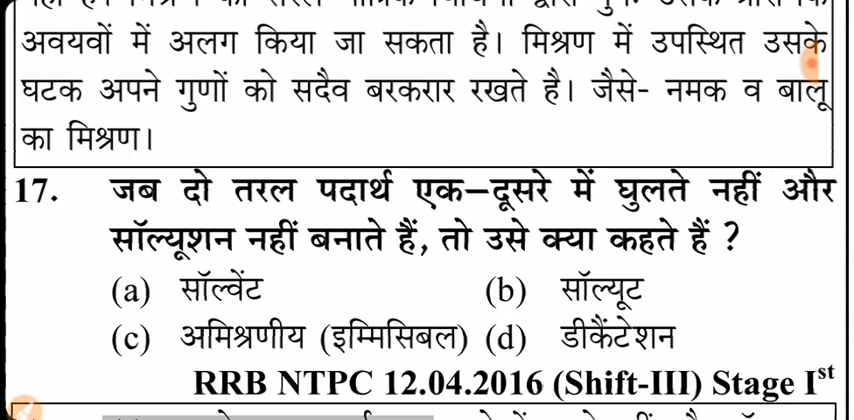 अवयवों में अलग किया जा सकता है। मिश्रण में उपस्थित उसके
घटक अपने गुणों को सदैव बरकरार रखते है। जैसे- नमक व बालू
का मिश्रण।
17. जब दो तरल पदार्थ एक–दूसरे में घुलते नहीं और
सॉल्यूशन नहीं बनाते हैं, तो उसे क्या कहते हैं ?
(a) सॉल्वेंट (b) सॉल्यूट
(c) अमिश्रणीय (इम्मिसिबल) (d) डीकैंटेशन
RRB NTPC 12.04.2016 (Shift-III) Stage Ist